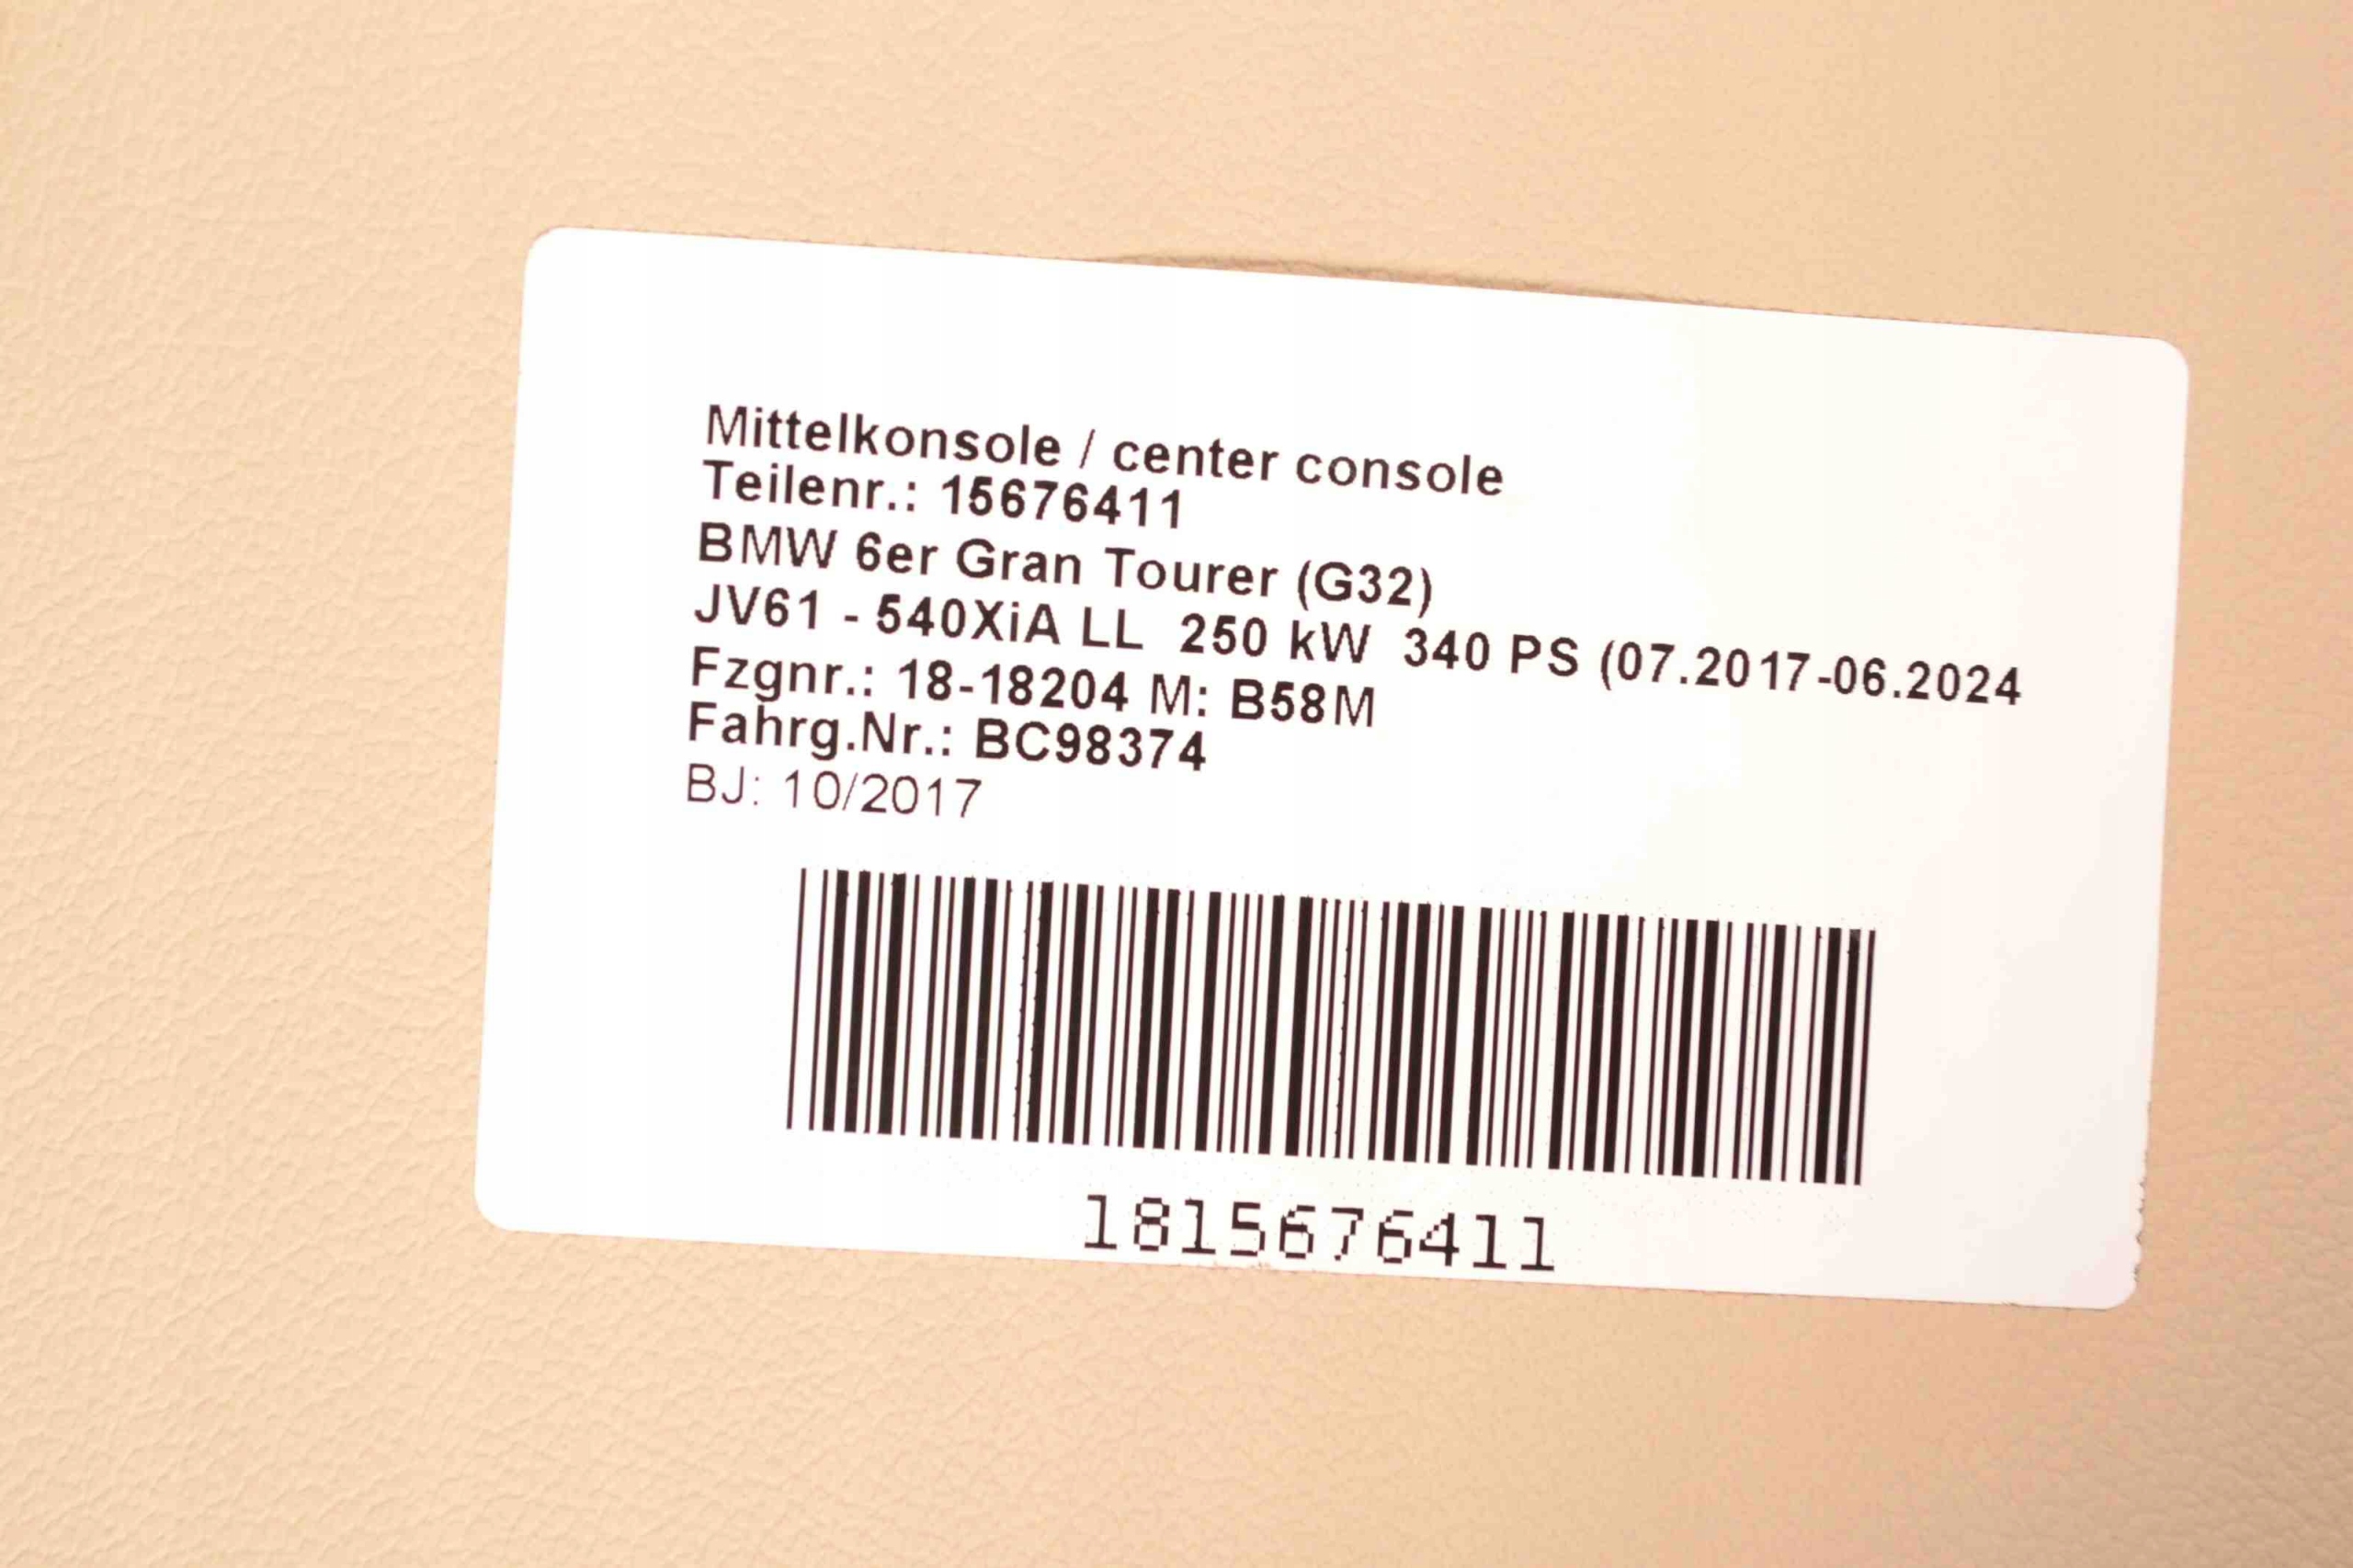 Mittelkonsole / center console
Teilenr.: 15676411
BMW 6er Gran Tourer (G32)
JV61 - 540XiA LL 250 kW 340 PS (07.2017-06.2024
Fzgnr.: 18-18204 M: B58M
Fahrg.Nr.: BC98374
BJ: 10/2017
1815676411